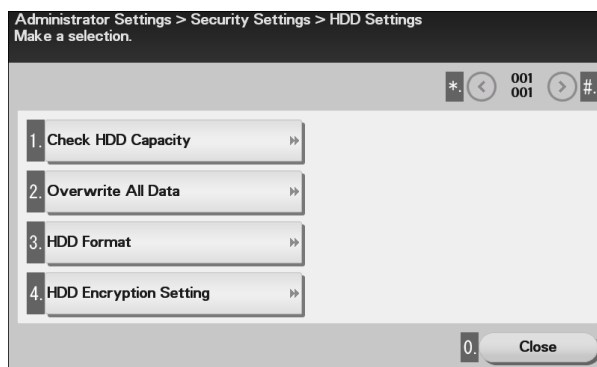 Administrator Settings > Security Settings > HDD Settings
Make a selection.
*. 001 #.
001
1. Check HDD Capacity
2. Overwrite All Data
3. HDD Format
4. HDD Encryption Setting
0. Close